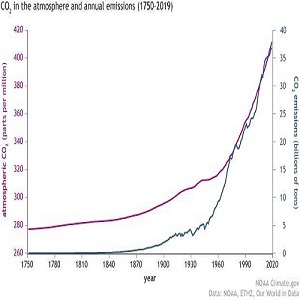 CO₂ in the atmosphere and annual emissions (1750-2019)
atmospheric CO₂ (parts per million)
420
400
380
360
340
320
300
280
260
40
35
30
25
20
15
10
5
0
CO₂ emissions (billions of tons)
1750 1780 1810 1840 1870 1900 1930 1960 1990 2020
year
NOAA Climate.gov
Data: NOAA, ETHZ, Our World in Data